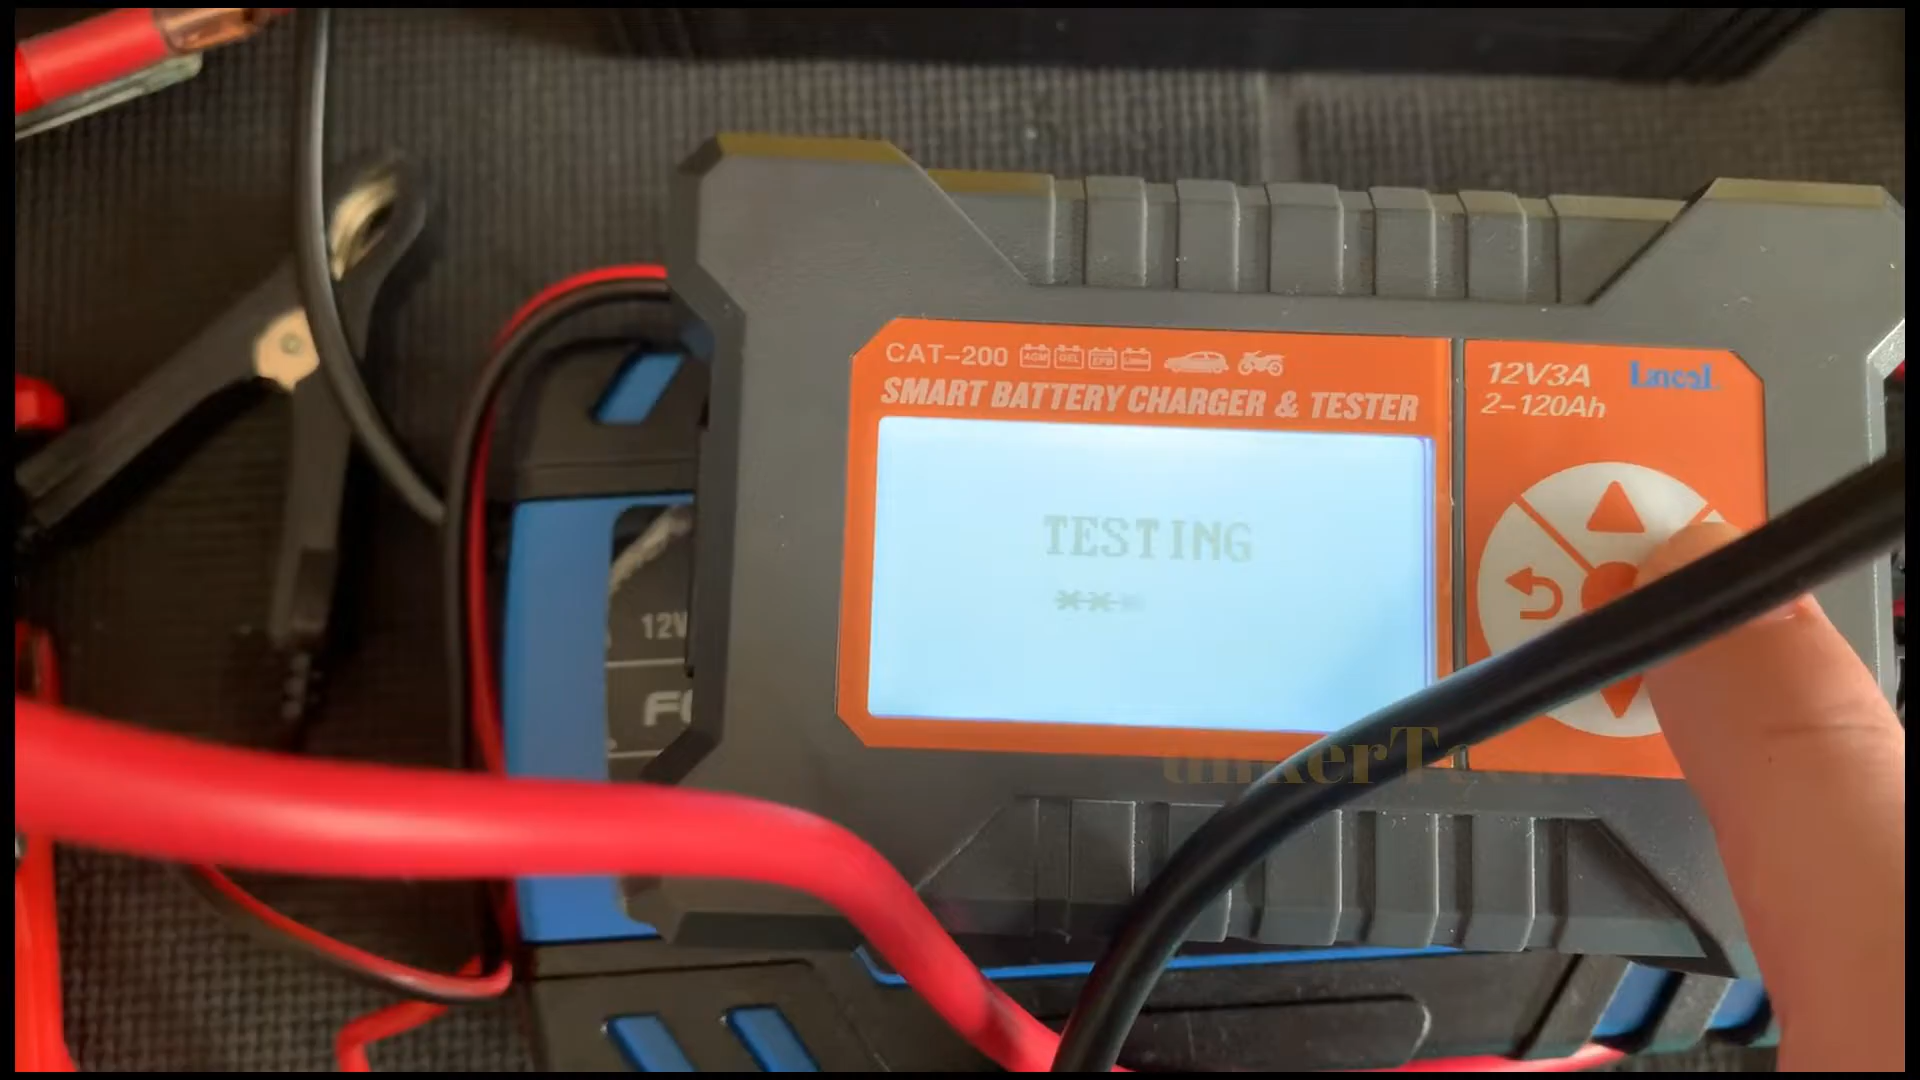 CAT-200 AGM GEL EFB
SMART BATTERY CHARGER & TESTER
12V3A Lncol
2-120Ah
TESTING
**
12V